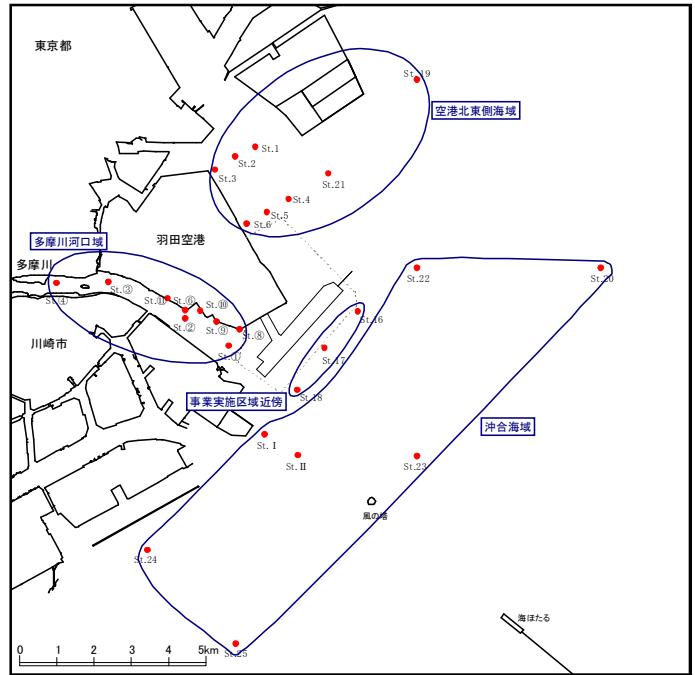 東京都
St.19
空港北東側海域
St.1
St.2
St.3
St.21
St.4
St.5
St.6
多摩川河口域
羽田空港
多摩川
St.④
St.③
St.⑪
St.⑥
St.⑩
St.②
St.⑨
St.⑧
St.①
川崎市
St.22
St.20
St.16
St.17
St.18
事業実施区域近傍
沖合海域
St.Ⅰ
St.Ⅱ
St.23
風の塔
St.24
海ほたる
St.25
0 1 2 3 4 5km